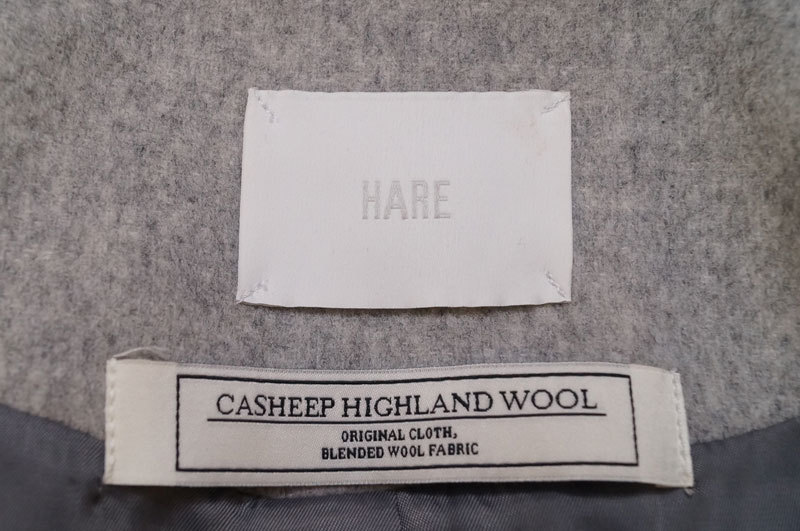 HARE
CASHEEP HIGHLAND WOOL
ORIGINAL CLOTH,
BLENDED WOOL FABRIC